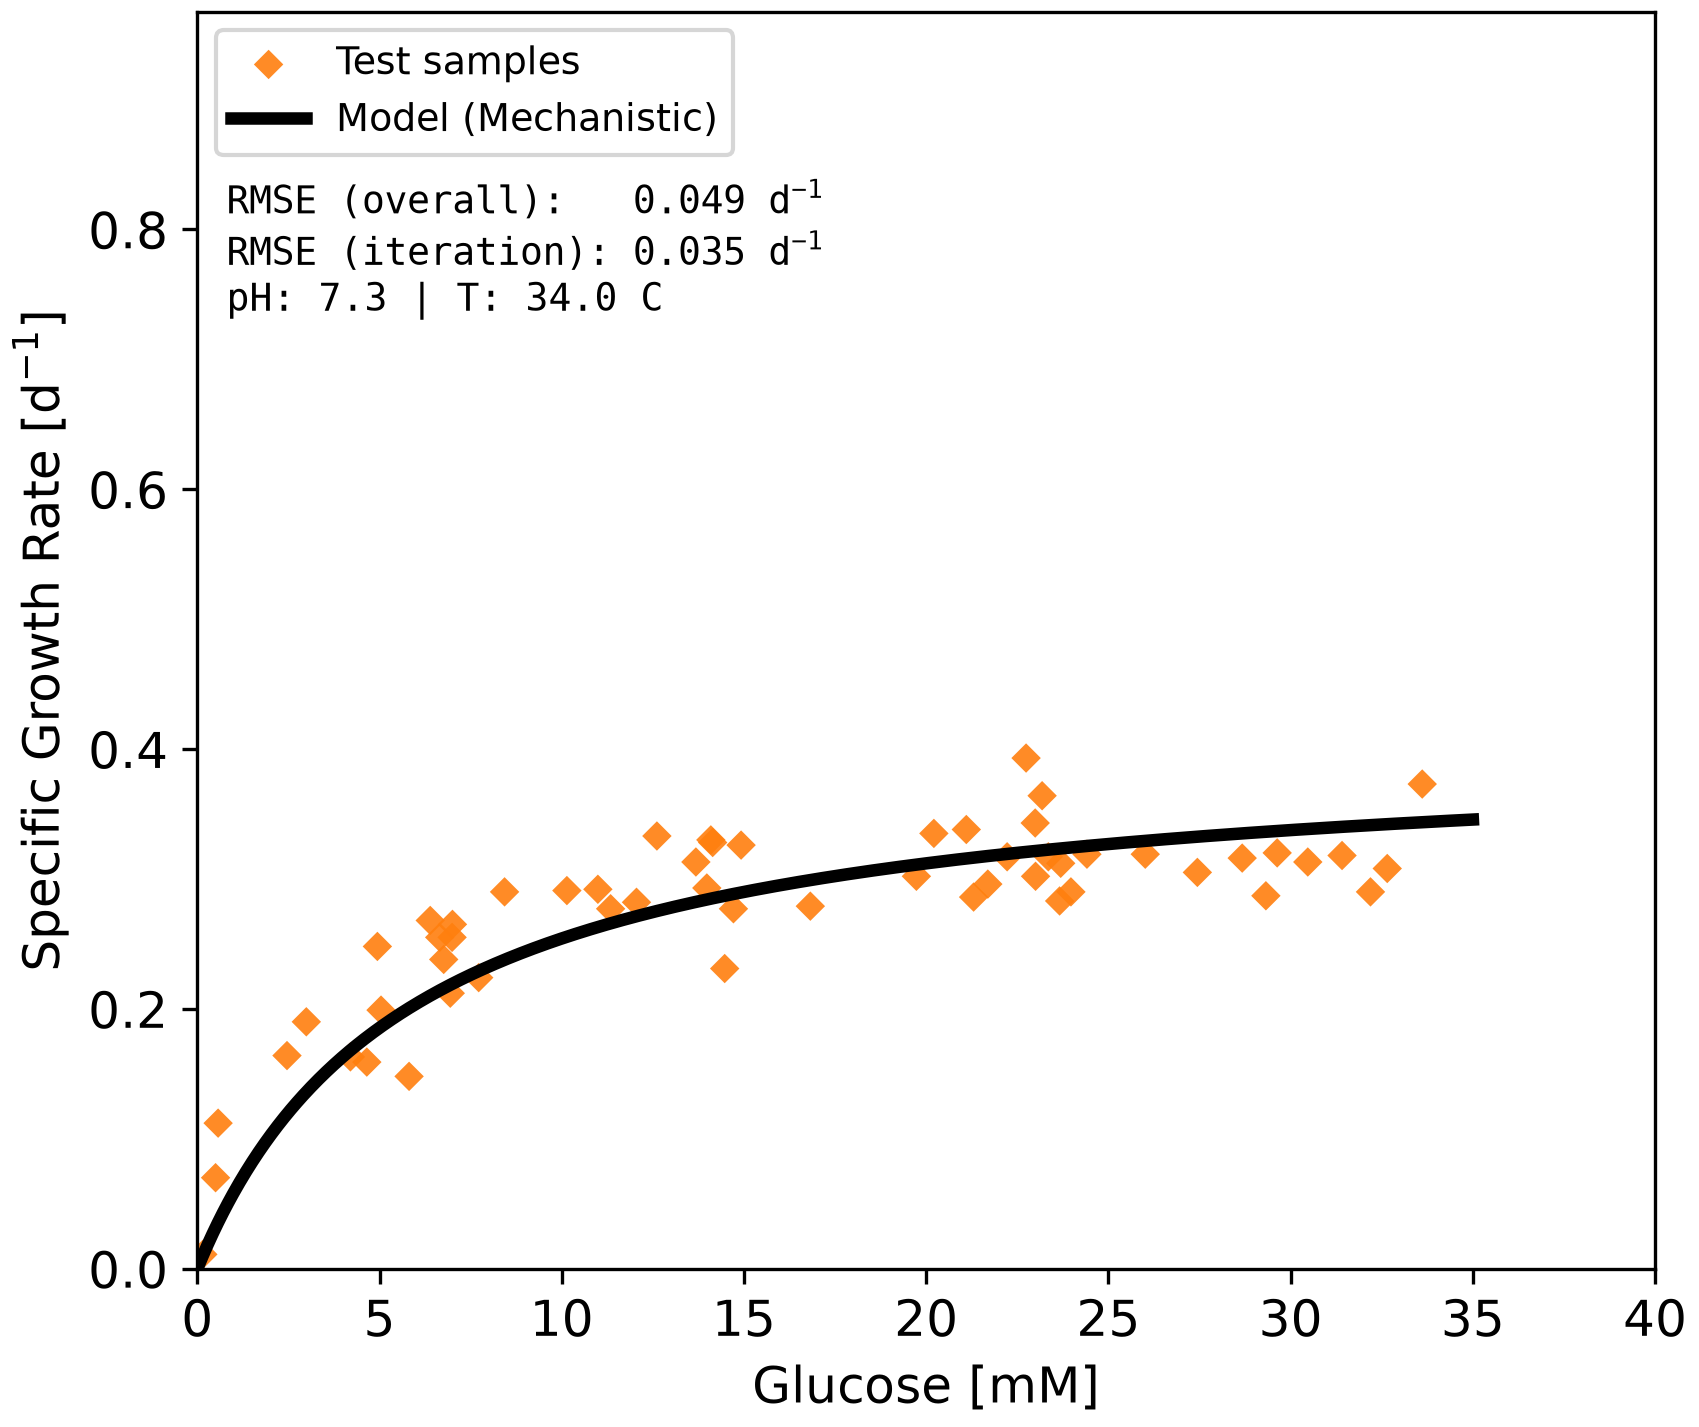 Test samples
Model (Mechanistic)
RMSE (overall):   0.049 d⁻¹
RMSE (iteration): 0.035 d⁻¹
pH: 7.3 | T: 34.0 C
Specific Growth Rate [d⁻¹]
0.8
0.6
0.4
0.2
0.0
0 5 10 15 20 25 30 35 40
Glucose [mM]